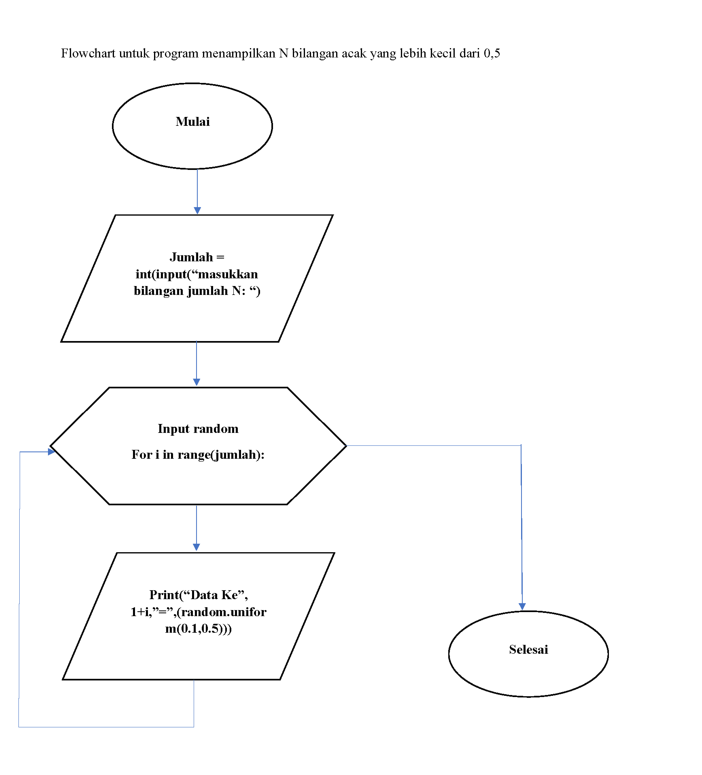 Flowchart untuk program menampilkan N bilangan acak yang lebih kecil dari 0,5
Mulai
Jumlah =
int(input(“masukkan
bilangan jumlah N: “)
Input random
For i in range(jumlah):
Print(“Data Ke”,
1+i,”=”,(random.unifor
m(0.1,0.5)))
Selesai